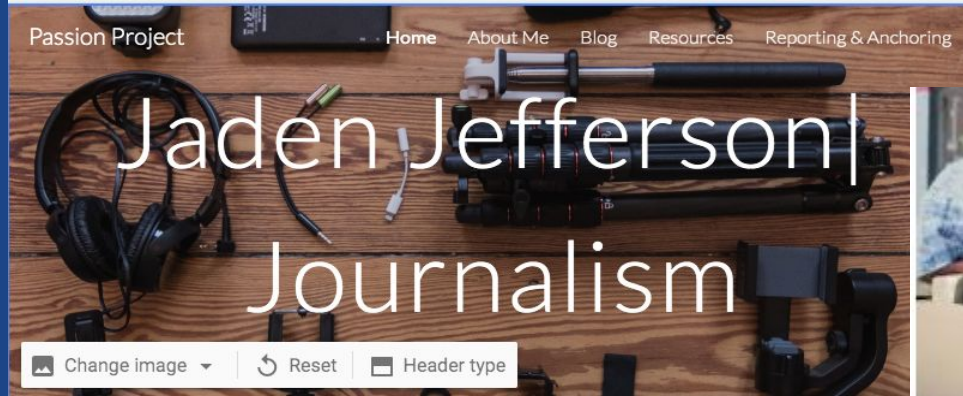 Passion Project Home About Me Blog Resources Reporting & Anchoring
Jaden Jefferson|
Journalism
Change image Reset Header type